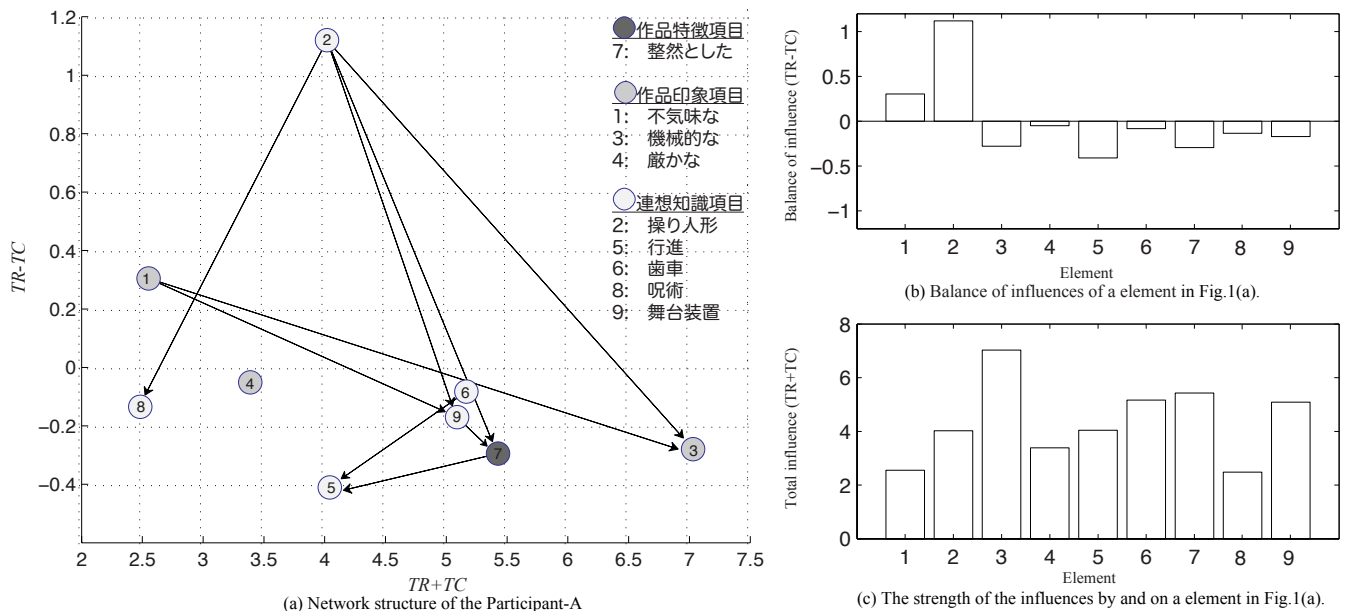 1.2
1
0.8
0.6
0.4
0.2
0
−0.2
−0.4
TR-TC
2
2.5
3
3.5
4
4.5
5
5.5
6
6.5
7
7.5
TR+TC
(a) Network structure of the Participant-A
2
1
4
8
6
9
7
3
5
作品特徴項目
7: 整然とした
作品印象項目
1: 不気味な
3: 機械的な
4: 厳かな
連想知識項目
2: 操り人形
5: 行進
6: 歯車
8: 呪術
9: 舞台装置
Balance of influence (TR-TC)
1
0.5
0
−0.5
−1
1 2 3 4 5 6 7 8 9
Element
(b) Balance of influences of a element in Fig.1(a).
Total influence (TR+TC)
8
6
4
2
0
1 2 3 4 5 6 7 8 9
Element
(c) The strength of the influences by and on a element in Fig.1(a).